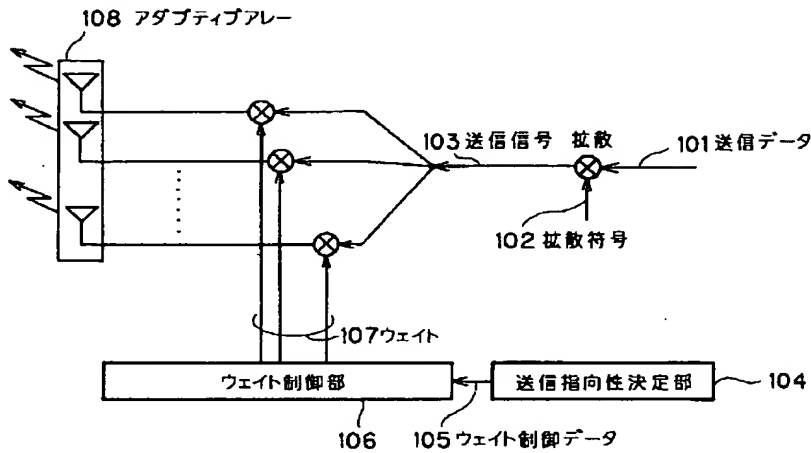 108 アダプティブアレー
103 送信信号 拡散
101 送信データ
102 拡散符号
107 ウェイト
ウェイト制御部
送信指向性決定部
104
106
105 ウェイト制御データ